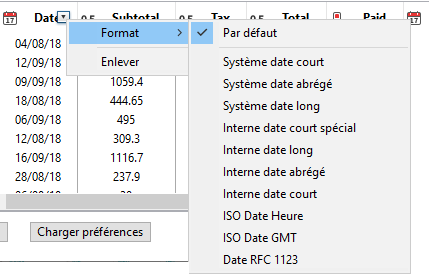 17 Date 0,5 Subtotal 0,5 Tax 0,5 Total Paid 17
04/08/18
12/09/18
09/09/18 1059.4
18/08/18 444.65
06/09/18 495
12/08/18 309.3
16/09/18 1116.7
28/08/18 237.9
Format
Enlever
Par défaut
Système date court
Système date abrégé
Système date long
Interne date court spécial
Interne date long
Interne date abrégé
Interne date court
ISO Date Heure
ISO Date GMT
Date RFC 1123
Charger préférences